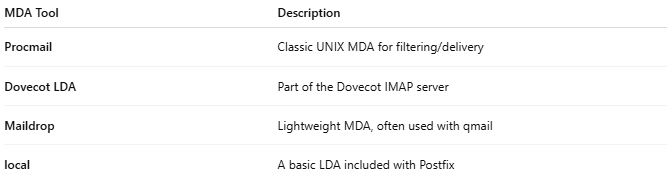 MDA Tool Description
Procmail Classic UNIX MDA for filtering/delivery
Dovecot LDA Part of the Dovecot IMAP server
Maildrop Lightweight MDA, often used with qmail
local A basic LDA included with Postfix